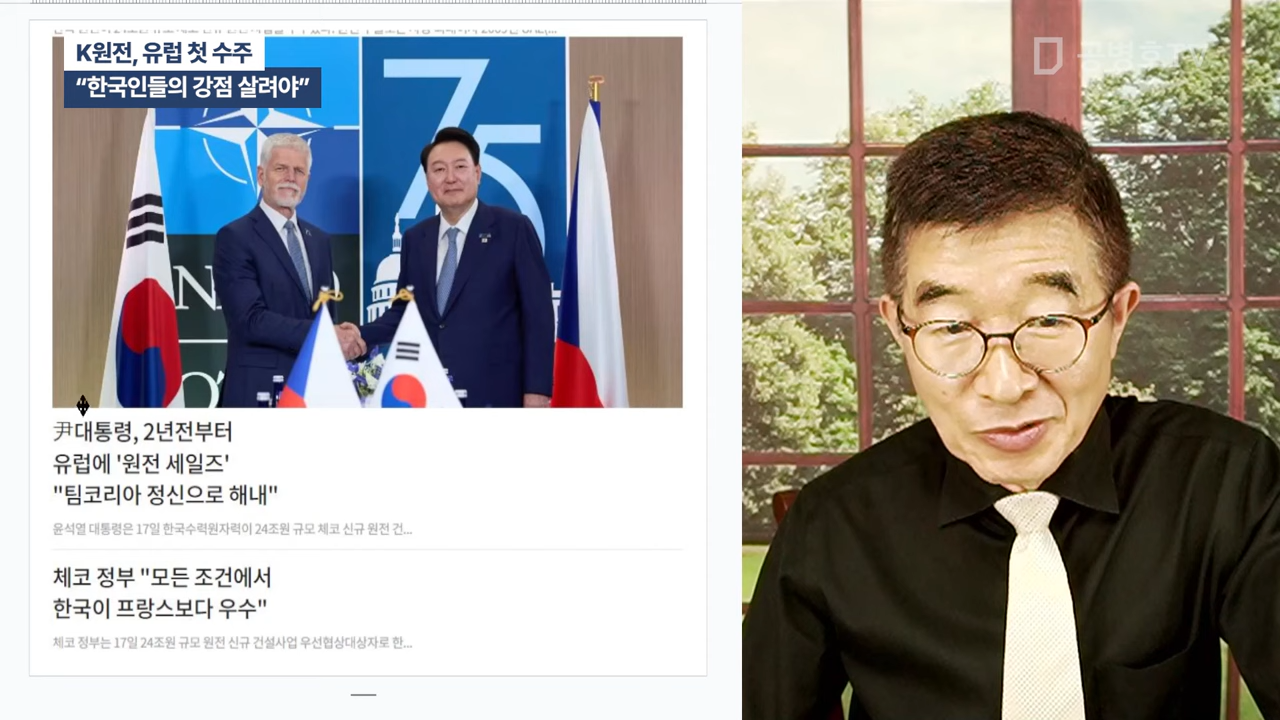 K원전, 유럽 첫 수주
“한국인들의 강점 살려야”
75
공병호TV
尹대통령, 2년전부터
유럽에 '원전 세일즈'
"팀코리아 정신으로 해내"
윤석열 대통령은 17일 한국수력원자력이 24조원 규모 체코 신규 원전 건...
체코 정부 "모든 조건에서
한국이 프랑스보다 우수"
체코 정부는 17일 24조원 규모 원전 신규 건설사업 우선협상대상자로 한...